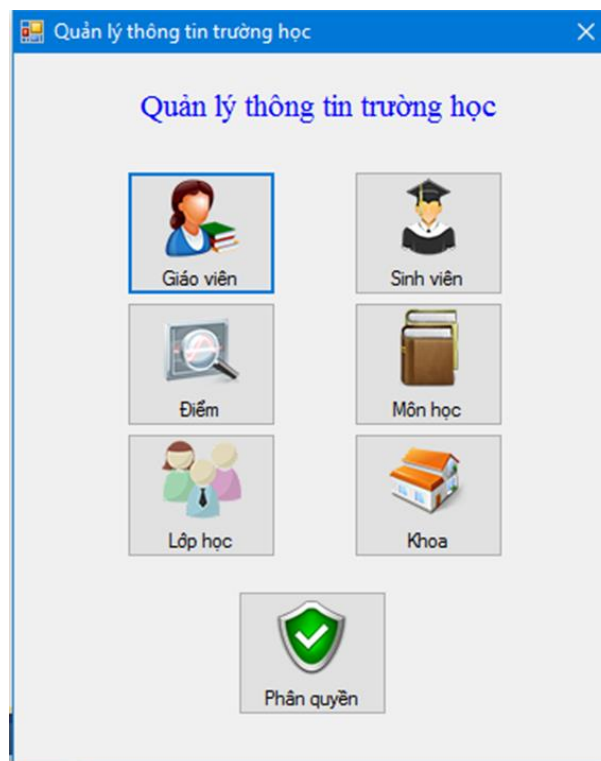 Quản lý thông tin trường học
Quản lý thông tin trường học
Giáo viên
Sinh viên
Điểm
Môn học
Lớp học
Khoa
Phân quyền